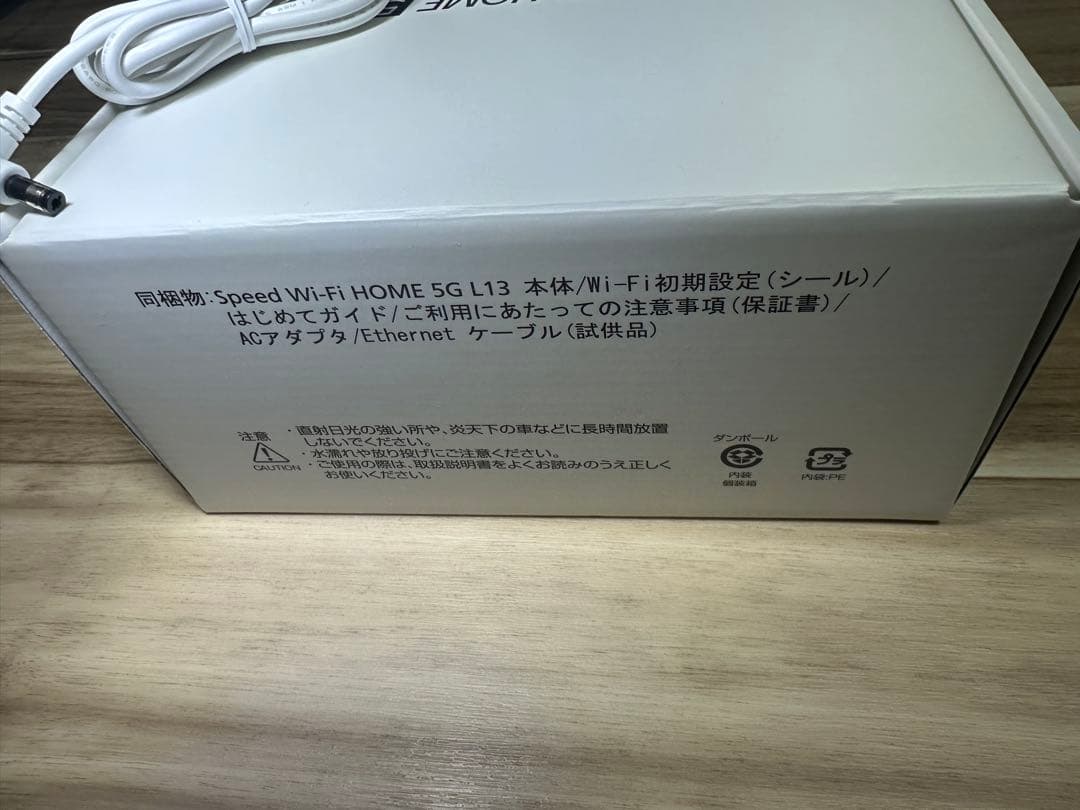 HOME 5
同梱物:Speed Wi-Fi HOME 5G L13 本体/Wi-Fi初期設定(シール)/
はじめてガイド/ご利用にあたっての注意事項(保証書)/
ACアダプタ/Ethernet ケーブル(試供品)
注意
CAUTION
・直射日光の強い所や、炎天下の車などに長時間放置
しないでください。
・水濡れや放り投げにご注意ください。
・ご使用の際は、取扱説明書をよくお読みのうえ正しく
お使いください。
ダンボール
内装
個装箱
プラ
内袋:PE